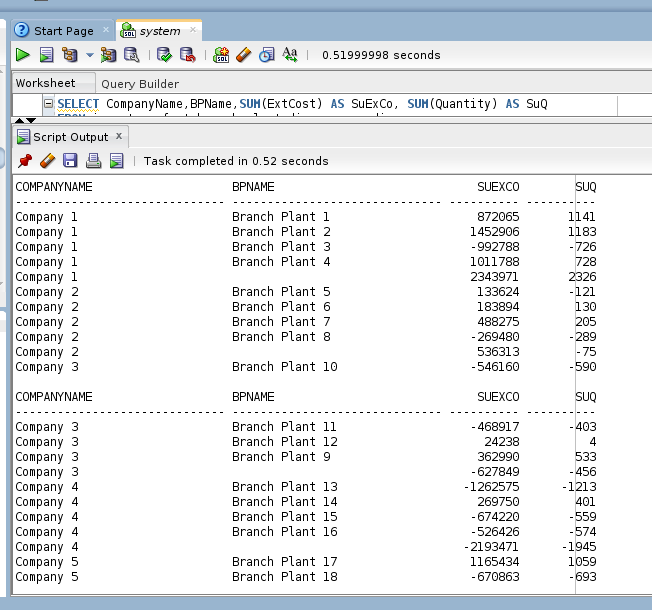 Start Page × system ×
0.51999998 seconds
Worksheet Query Builder
SELECT CompanyName,BPName,SUM(ExtCost) AS SuExCo, SUM(Quantity) AS SuQ
Script Output ×
Task completed in 0.52 seconds
COMPANYNAME BPNAME SUEXCO SUQ
------------------------------ ------------------------------ ---------- ----------
Company 1 Branch Plant 1 872065 1141
Company 1 Branch Plant 2 1452906 1183
Company 1 Branch Plant 3 -992788 -726
Company 1 Branch Plant 4 1011788 728
Company 1 2343971 2326
Company 2 Branch Plant 5 133624 -121
Company 2 Branch Plant 6 183894 130
Company 2 Branch Plant 7 488275 205
Company 2 Branch Plant 8 -269480 -289
Company 2 536313 -75
Company 3 Branch Plant 10 -546160 -590
COMPANYNAME BPNAME SUEXCO SUQ
------------------------------ ------------------------------ ---------- ----------
Company 3 Branch Plant 11 -468917 -403
Company 3 Branch Plant 12 24238 4
Company 3 Branch Plant 9 362990 533
Company 3 -627849 -456
Company 4 Branch Plant 13 -1262575 -1213
Company 4 Branch Plant 14 269750 401
Company 4 Branch Plant 15 -674220 -559
Company 4 Branch Plant 16 -526426 -574
Company 4 -2193471 -1945
Company 5 Branch Plant 17 1165434 1059
Company 5 Branch Plant 18 -670863 -693